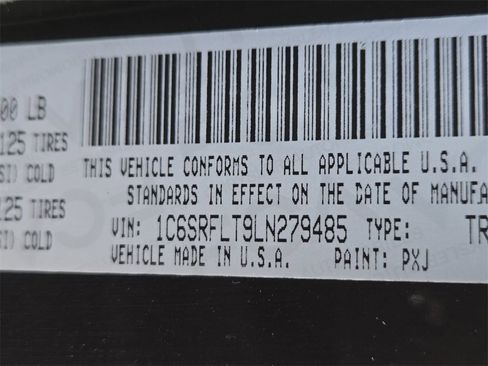 00 LB
125 TIRES
SI) COLD
125 TIRES
SI) COLD
THIS VEHICLE CONFORMS TO ALL APPLICABLE U.S.A.
STANDARDS IN EFFECT ON THE DATE OF MANUFA
VIN: 1C6SRFLT9LN279485 TYPE: TR
VEHICLE MADE IN U.S.A. PAINT: PXJ